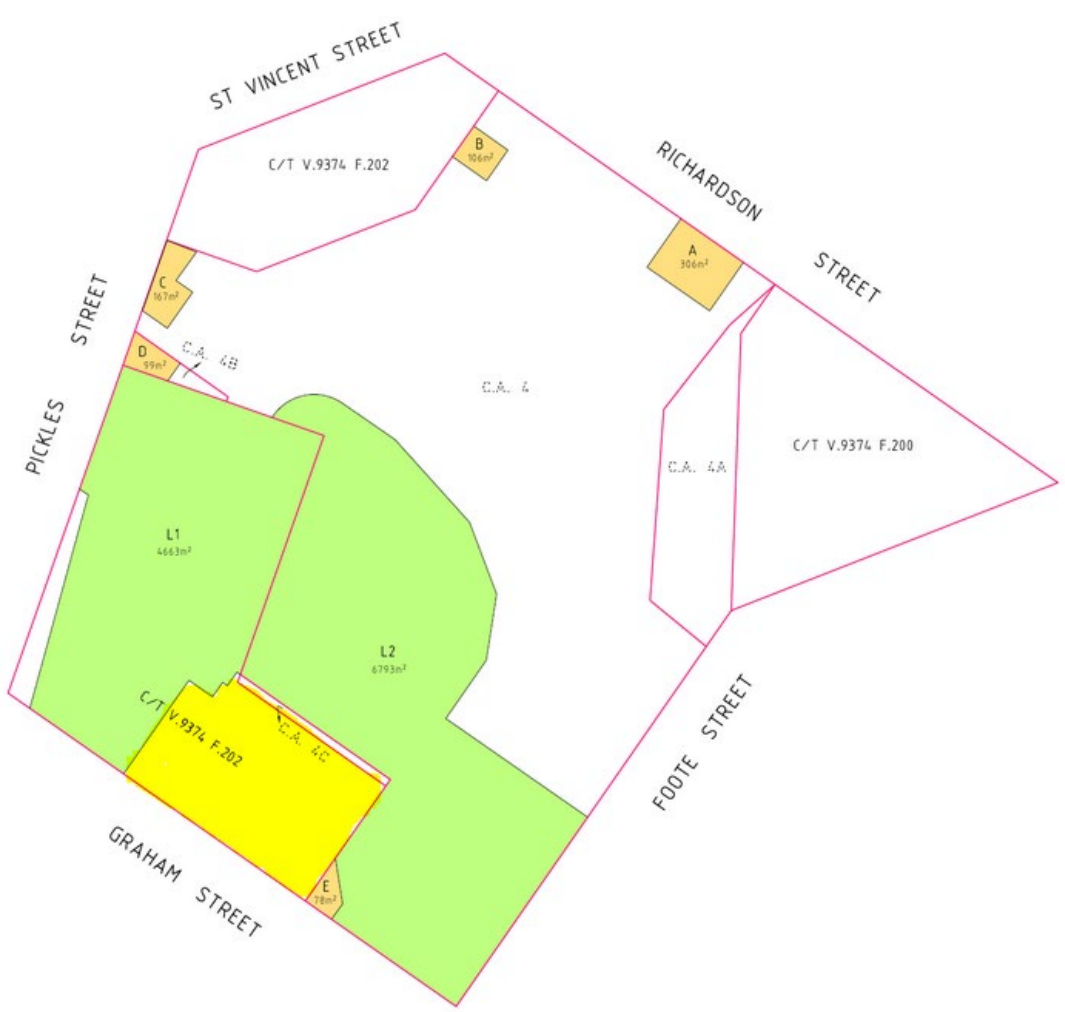 ST VINCENT STREET
C/T V.9374 F.202
B
106m²
RICHARDSON
STREET
A
306m²
C
167m²
PICKLES STREET
D
99m²
C.A. 4B
C.A. 4
C/T V.9374 F.200
C.A. 4A
L1
4663m²
L2
6793m²
C/T V.9374 F.202
C.A. 4C
FOOTE STREET
E
78m²
GRAHAM STREET